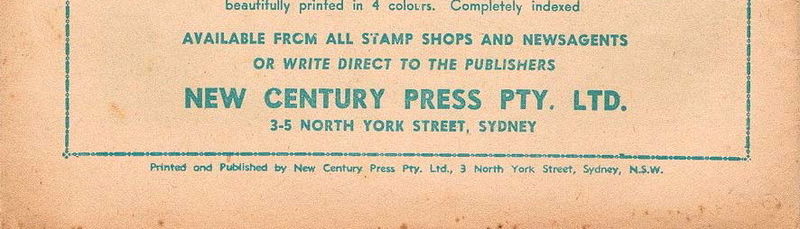 beautifully printed in 4 colours. Completely indexed
AVAILABLE FROM ALL STAMP SHOPS AND NEWSAGENTS
OR WRITE DIRECT TO THE PUBLISHERS
NEW CENTURY PRESS PTY. LTD.
3-5 NORTH YORK STREET, SYDNEY
Printed and Published by New Century Press Pty. Ltd., 3 North York Street, Sydney, N.S.W.